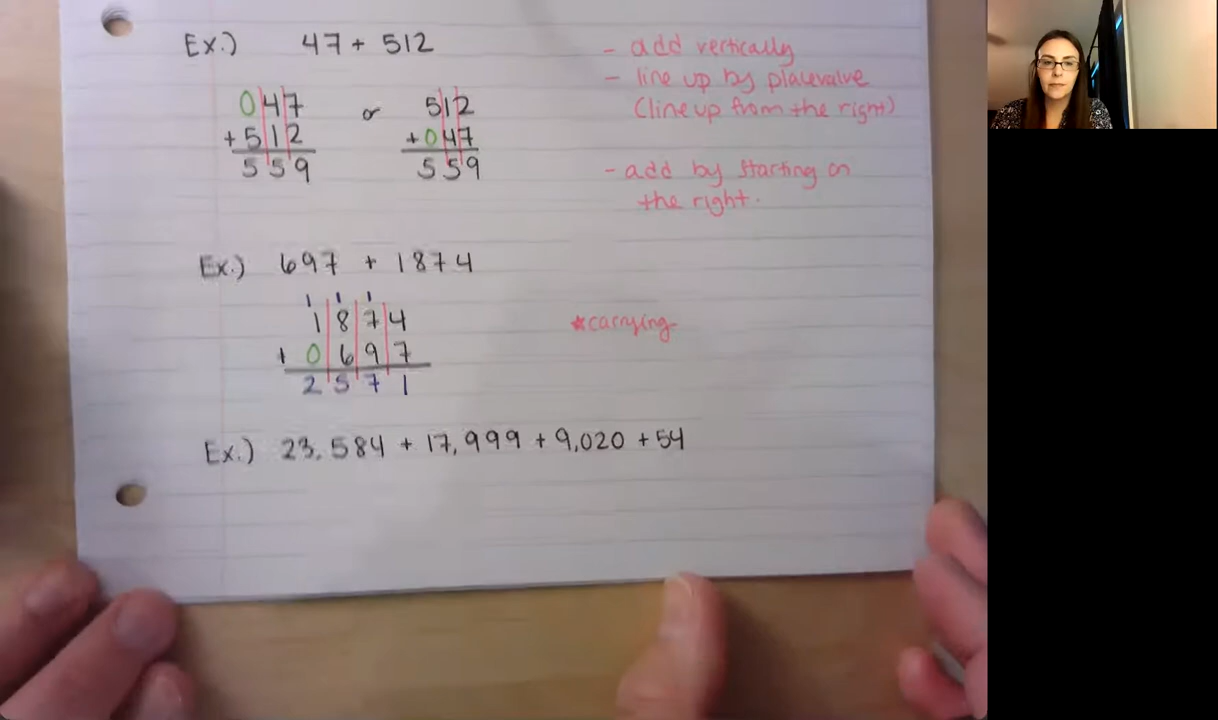 Ex.) 47 + 512
- add vertically
- line up by placevalue
(line up from the right)
047 or 512
+512 +047
559 559
- add by starting on
the right.
Ex.) 697 + 1874
1 1 1
1874
+ 0697
2571
*carrying
Ex.) 23,584 + 17,999 + 9,020 + 54